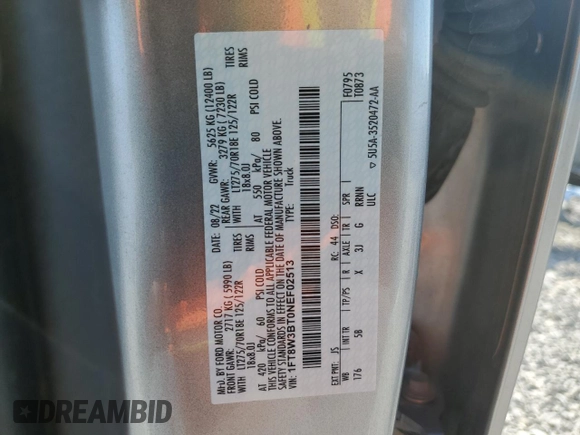 MFD. BY FORD MOTOR CO.
DATE: 08/22 GVWR: 5625 KG (12400 LB)
FRONT GAWR: 2717 KG (5990 LB) REAR GAWR: 3279 KG (7230 LB)
WITH LT275/70R18E 125/122R TIRES WITH LT275/70R18E 125/122R TIRES
18x8.0J RIMS 18x8.0J RIMS
AT 420 kPa/ 60 PSI COLD AT 550 kPa/ 80 PSI COLD
THIS VEHICLE CONFORMS TO ALL APPLICABLE FEDERAL MOTOR VEHICLE
SAFETY STANDARDS IN EFFECT ON THE DATE OF MANUFACTURE SHOWN ABOVE.
VIN: 1FT8W3BT0NEF02513 TYPE: Truck
F0795
T0B73
EXT PNT: JS RC: 44 DSO:
WB INT TR TP/PS R AXLE TR SPR
176 5B X 3J G RRNN
ULC
▽ 5U5A-3520472-AA
DREAMBID